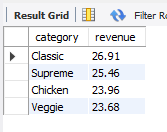 Result Grid Filter Ro
category revenue
Classic 26.91
Supreme 25.46
Chicken 23.96
Veggie 23.68